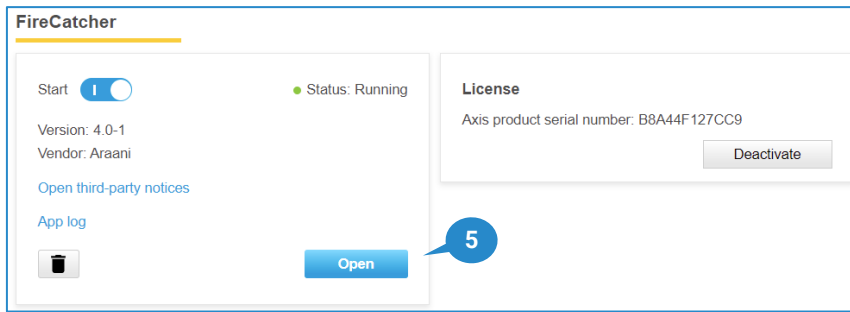 FireCatcher
Start
Status: Running
Version: 4.0-1
Vendor: Araani
Open third-party notices
App log
Open
5
License
Axis product serial number: B8A44F127CC9
Deactivate